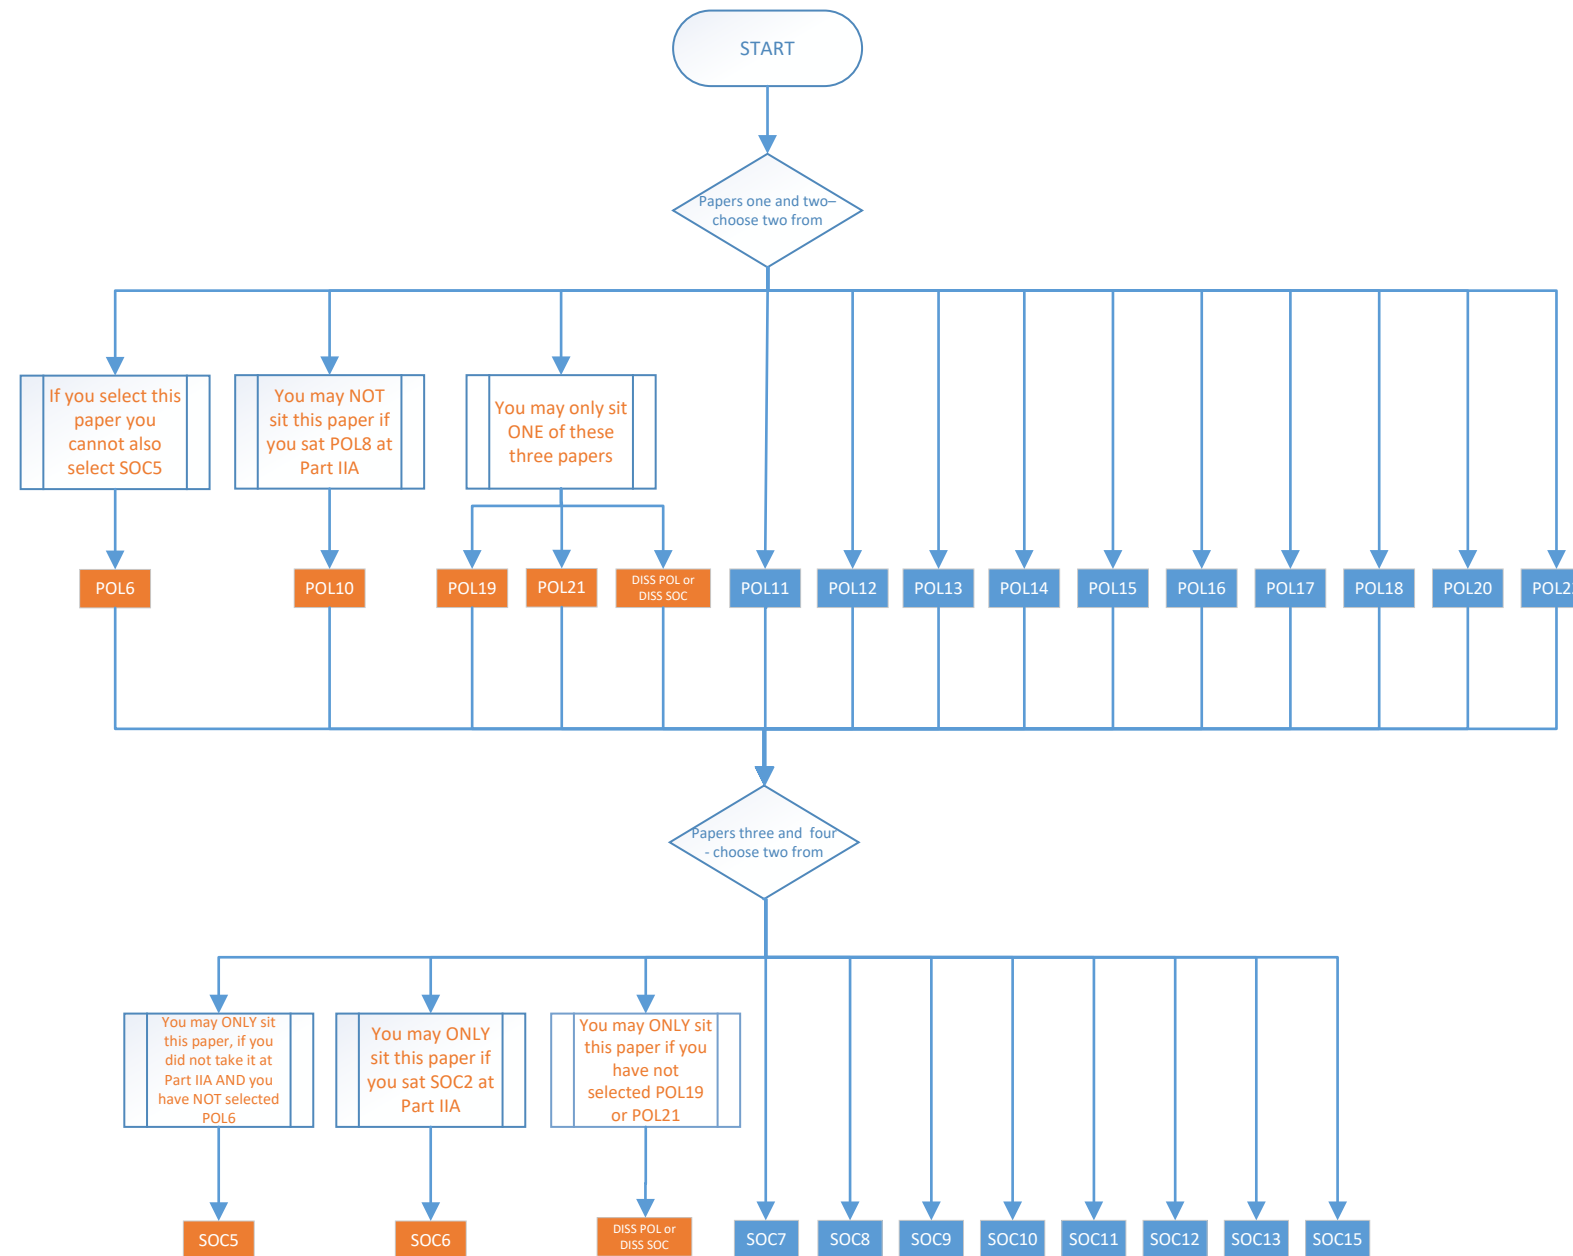 START
Papers one and two–
choose two from
If you select this
paper you
cannot also
select SOC5
You may NOT
sit this paper if
you sat POL8 at
Part IIA
You may only sit
ONE of these
three papers
POL6
POL10
POL19
POL21
DISS POL or
DISS SOC
POL11
POL12
POL13
POL14
POL15
POL16
POL17
POL18
POL20
Papers three and  four
- choose two from
You may ONLY sit
this paper, if you
did not take it at
Part IIA AND you
have NOT selected
POL6
You may ONLY
sit this paper if
you sat SOC2 at
Part IIA
You may ONLY sit
this paper if you
have not
selected POL19
or POL21
SOC5
SOC6
DISS POL or
DISS SOC
SOC7
SOC8
SOC9
SOC10
SOC11
SOC12
SOC13
SOC15